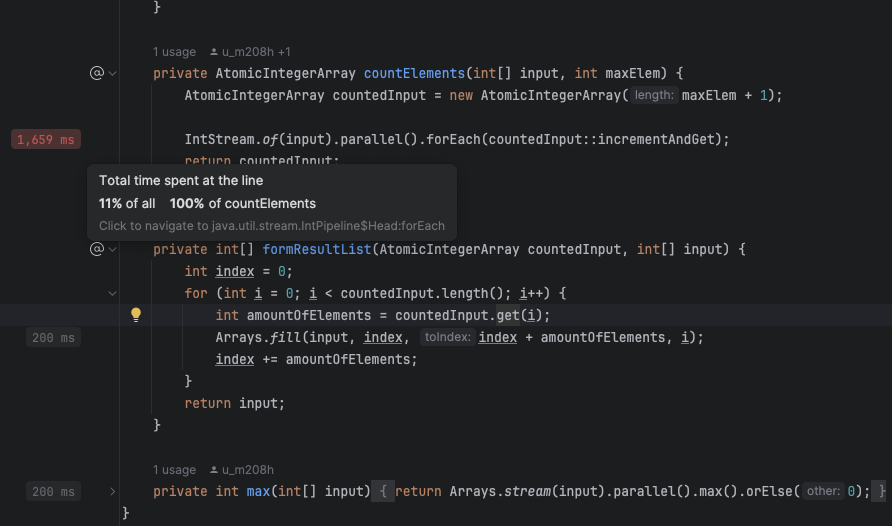 }
1 usage u_m208h +1
@ private AtomicIntegerArray countElements(int[] input, int maxElem) {
AtomicIntegerArray countedInput = new AtomicIntegerArray( length: maxElem + 1);
1,659 ms IntStream.of(input).parallel().forEach(countedInput::incrementAndGet);
return countedInput;
Total time spent at the line
11% of all 100% of countElements
Click to navigate to java.util.stream.IntPipeline$Head:forEach
@ private int[] formResultList(AtomicIntegerArray countedInput, int[] input) {
int index = 0;
for (int i = 0; i < countedInput.length(); i++) {
int amountOfElements = countedInput.get(i);
200 ms Arrays.fill(input, index, toIndex: index + amountOfElements, i);
index += amountOfElements;
}
return input;
}
1 usage u_m208h
200 ms private int max(int[] input) { return Arrays.stream(input).parallel().max().orElse( other: 0); }
}